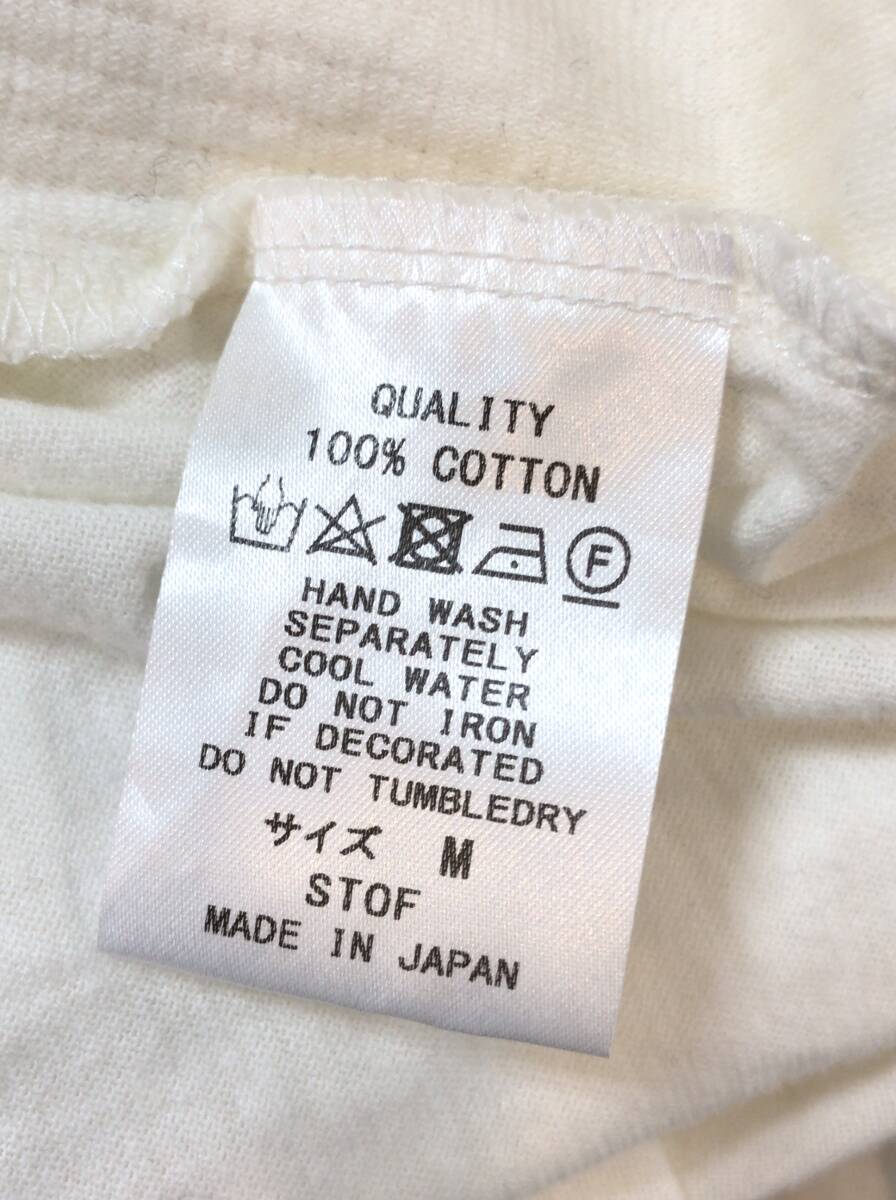 QUALITY
100% COTTON
F
HAND WASH
SEPARATELY
COOL WATER
DO NOT IRON
IF DECORATED
DO NOT TUMBLEDRY
サイズ M
STOF
MADE IN JAPAN